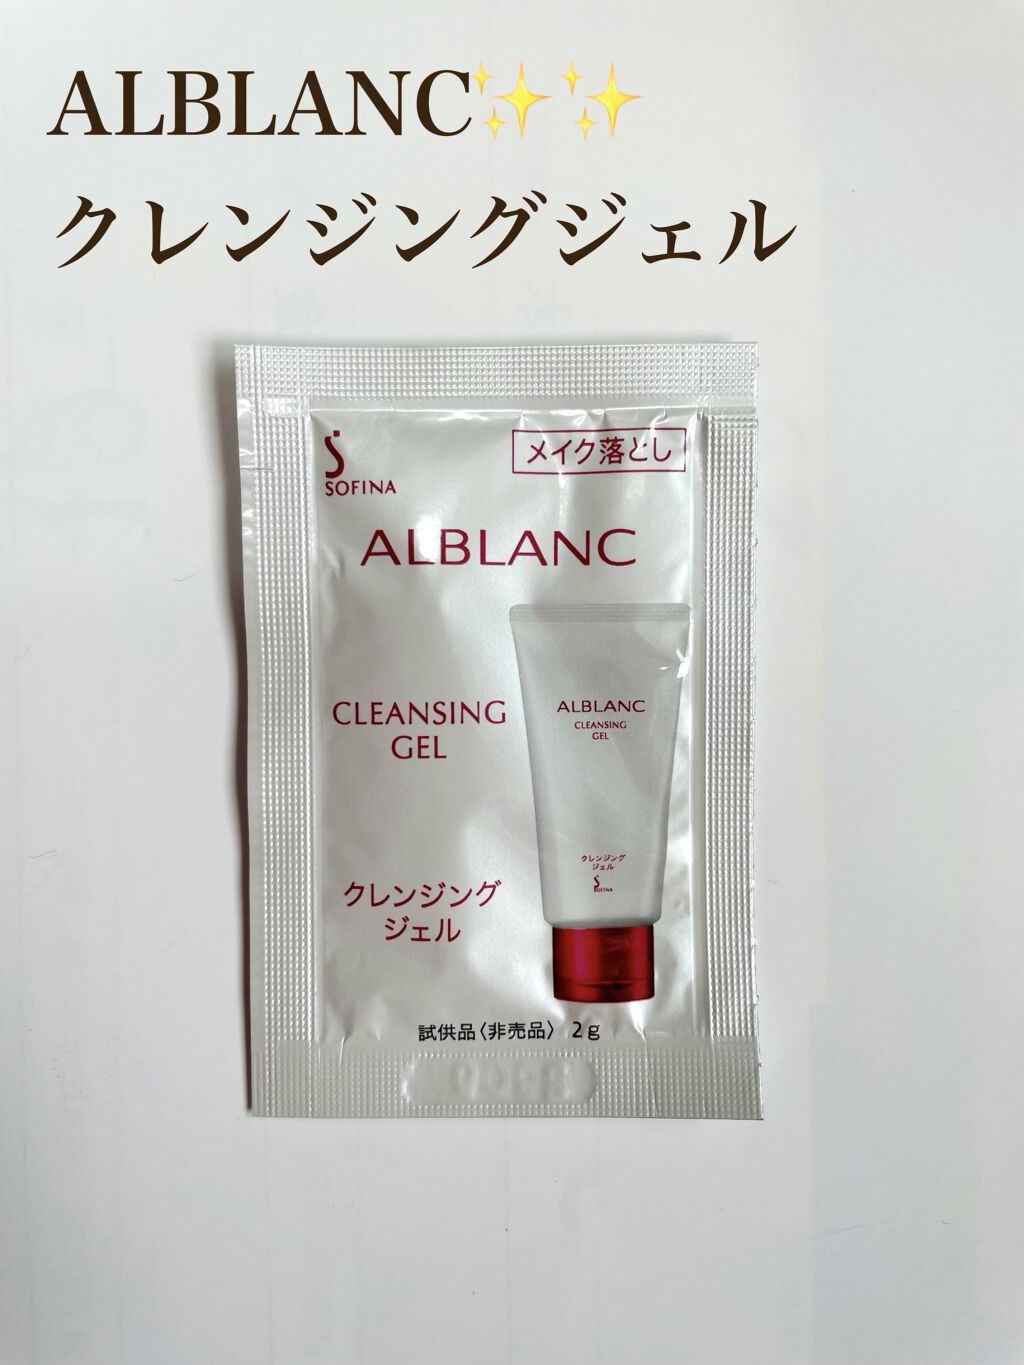 ALBLANC✨✨
クレンジングジェル
SOFINA
メイク落とし
ALBLANC
CLEANSING
GEL
ALBLANC
CLEANSING
GEL
クレンジング
ジェル
SOFINA
クレンジング
ジェル
試供品〈非売品〉 2g